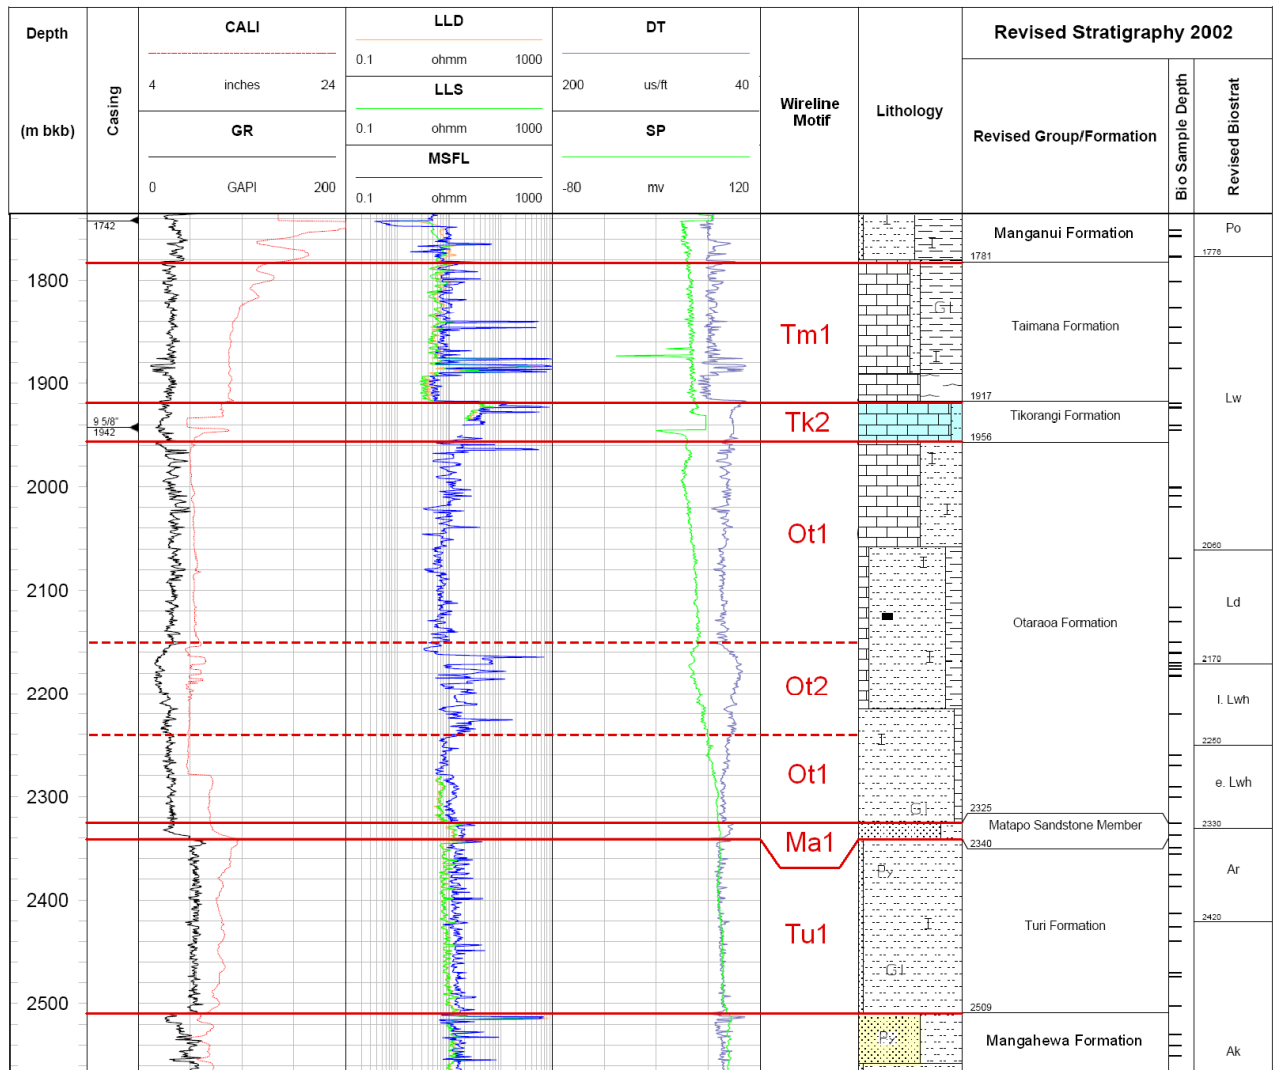 Depth
(m bkb)
Casing
CALI
4 inches 24
GR
0 GAPI 200
LLD
0.1 ohmm 1000
LLS
0.1 ohmm 1000
MSFL
0.1 ohmm 1000
DT
200 us/ft 40
SP
-80 mv 120
Wireline
Motif
Lithology
Revised Stratigraphy 2002
Revised Group/Formation
Bio Sample Depth
Revised Biostrat
1742
I
I
Manganui Formation
1781
Po
1776
1800
Tm1
GI
I
Taimana Formation
1900
1917
Lw
9 5/8"
1942
Tk2
Tikorangi Formation
1956
2000
Ot1
I
I
2060
2100
I
I
Otaraoa Formation
Ld
2170
2200
Ot2
l. Lwh
2250
I
2300
Ot1
Gl
2325
e. Lwh
Ma1
Matapo Sandstone Member
2330
2340
Py
Ar
2400
Tu1
I
Gl
Turi Formation
2420
2500
2509
Py
Mangahewa Formation
Ak